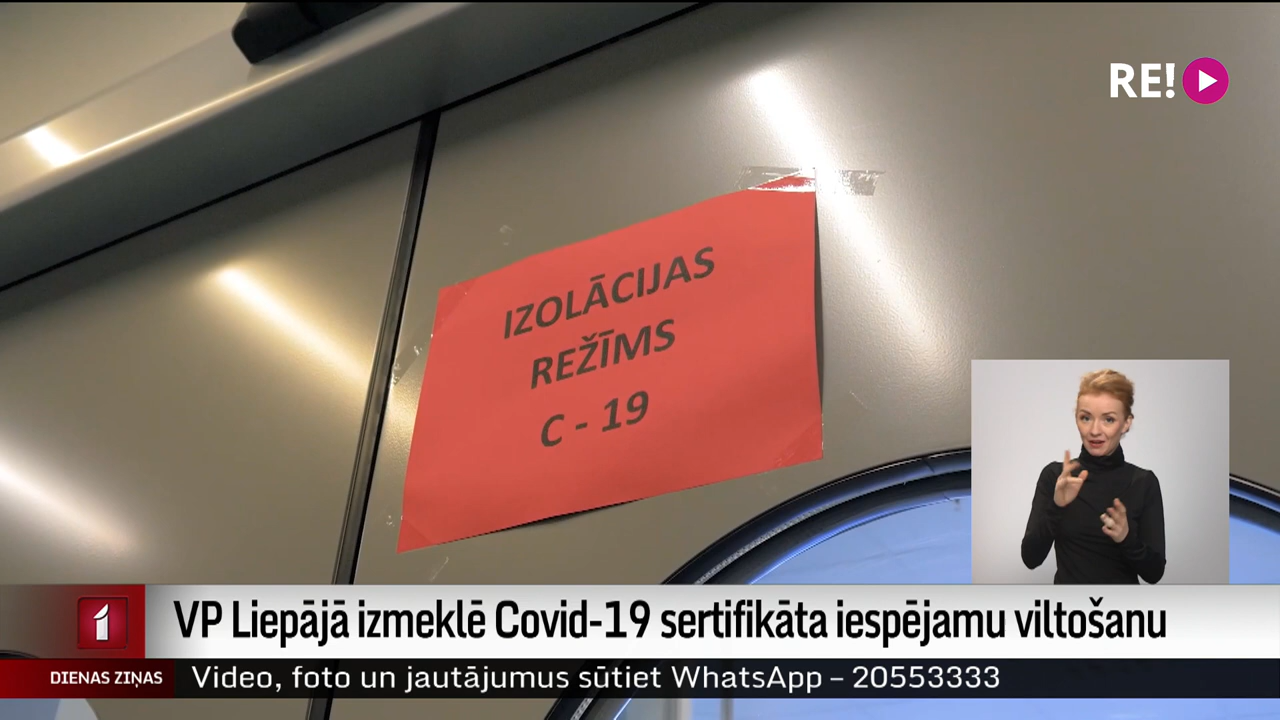 RE!
IZOLĀCIJAS
REŽĪMS
C - 19
1
VP Liepājā izmeklē Covid-19 sertifikāta iespējamu viltošanu
DIENAS ZIŅAS
Video, foto un jautājumus sūtiet WhatsApp – 20553333